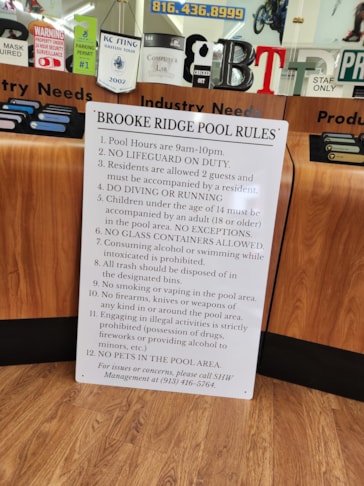 816.436.8999
POOL RULES
MASK
REQUIRED
WARNING
PARKING
PERMIT
#1
KC STING
2007
g
BT
T
STAFF
ONLY
PRO
Industry Needs
Industry Needs
Produ
BROOKE RIDGE POOL RULES
1. Pool Hours are 9am-10pm.
2. NO LIFEGUARD ON DUTY.
3. Residents are allowed 2 guests and
must be accompanied by a resident.
4. DO DIVING OR RUNNING
5. Children under the age of 14 must be
accompanied by an adult (18 or older)
in the pool area. NO EXCEPTIONS.
6. NO GLASS CONTAINERS ALLOWED.
7. Consuming alcohol or swimming while
intoxicated is prohibited.
8. All trash should be disposed of in
the designated bins.
9. No smoking or vaping in the pool area.
10. No firearms, knives or weapons of
any kind in or around the pool area.
11. Engaging in illegal activities is strictly
prohibited (possession of drugs,
fireworks or providing alcohol to
minors, etc.)
12. NO PETS IN THE POOL AREA.
For issues or concerns, please call SHW
Management at (913) 416-5764.